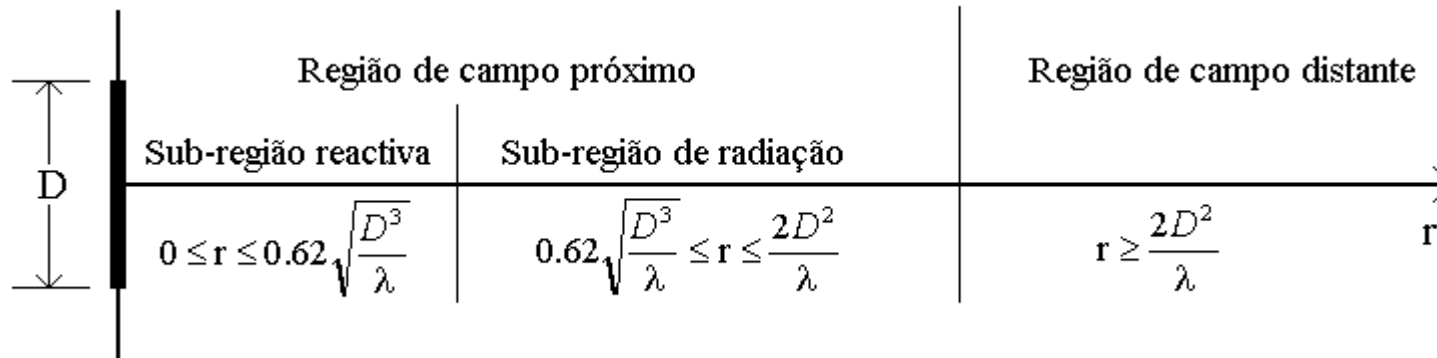 Região de campo próximo
Região de campo distante
Sub-região reactiva
Sub-região de radiação
D
0 ≤ r ≤ 0.62√(D³/λ)
0.62√(D³/λ) ≤ r ≤ 2D²/λ
r ≥ 2D²/λ
r